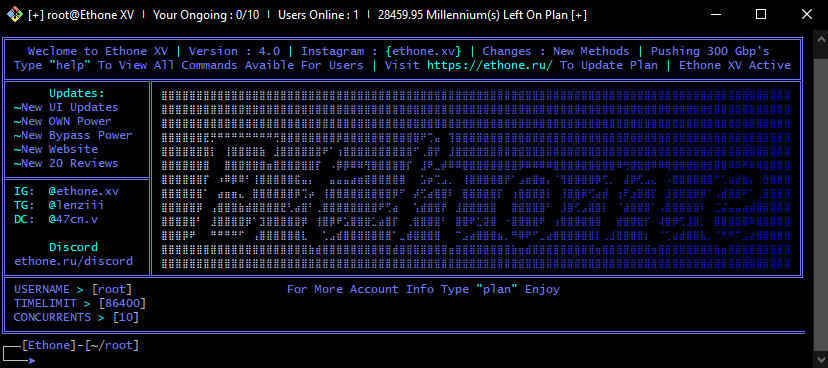 [+] root@Ethone XV | Your Ongoing : 0/10 | Users Online : 1 | 28459.95 Millennium(s) Left On Plan [+]
Weclome to Ethone XV | Version : 4.0 | Instagram : {ethone.xv} | Changes : New Methods | Pushing 300 Gbp's
Type "help" To View All Commands Avaible For Users | Visit https://ethone.ru/ To Update Plan | Ethone XV Active
Updates:
~New UI Updates
~New OWN Power
~New Bypass Power
~New Website
~New 20 Reviews
IG: @ethone.xv
TG: @lenziii
DC: @47cn.v
Discord
ethone.ru/discord
USERNAME > [root]
For More Account Info Type "plan" Enjoy
TIMELIMIT > [86400]
CONCURRENTS > [10]
[Ethone]-[~/root]